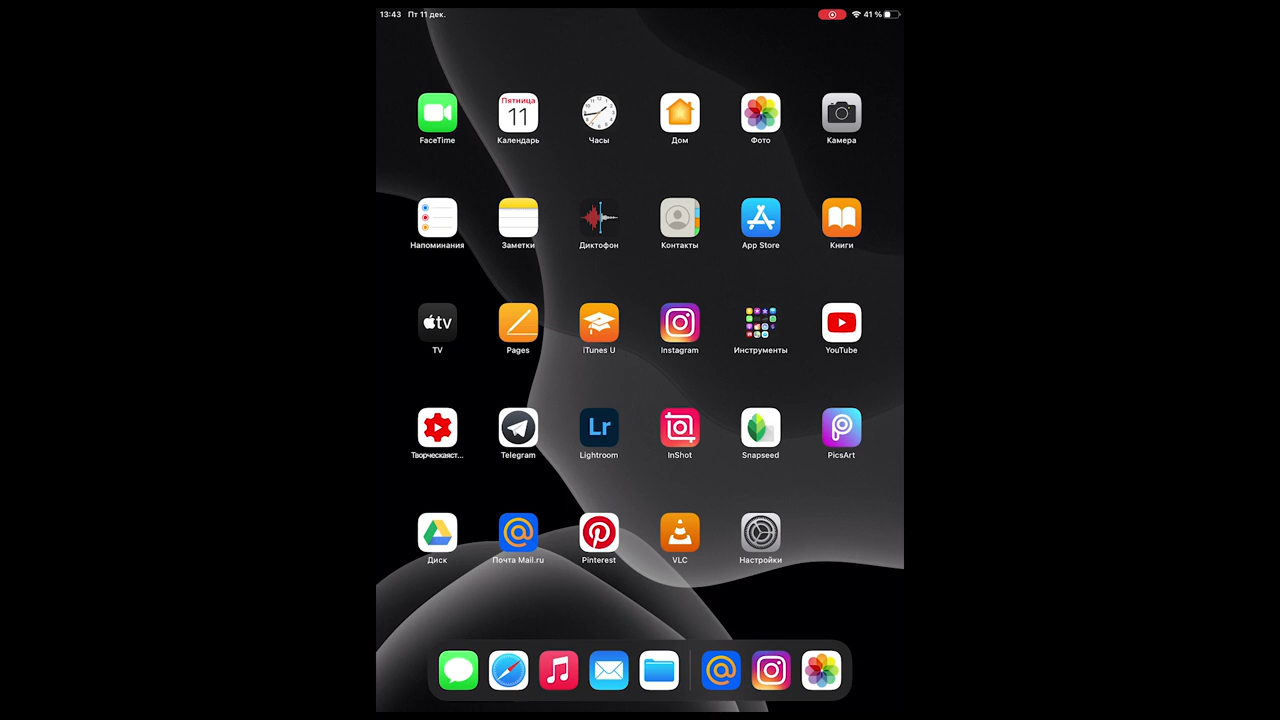 13:43 Пт 11 дек. 41 %
Пятница
11
FaceTime Календарь Часы Дом Фото Камера
Напоминания Заметки Диктофон Контакты App Store Книги
tv
TV Pages iTunes U Instagram Инструменты YouTube
Lr
Творческаяст... Telegram Lightroom InShot Snapseed PicsArt
Диск Почта Mail.ru Pinterest VLC Настройки